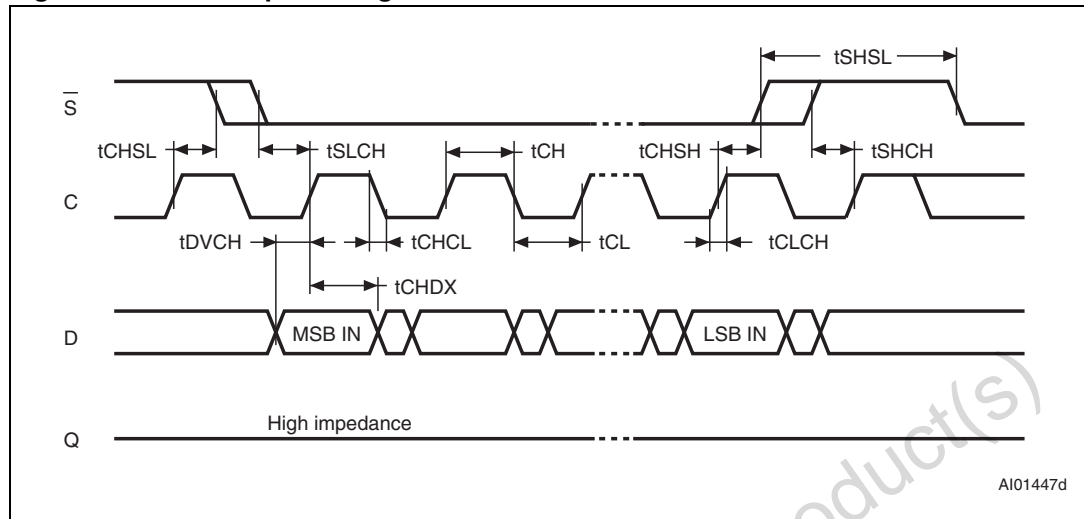 tSHSL
S
tCHSL tSLCH tCH tCHSH tSHCH
C
tDVCH tCHCL tCL tCLCH
tCHDX
D MSB IN LSB IN
High impedance
Q
AI01447d